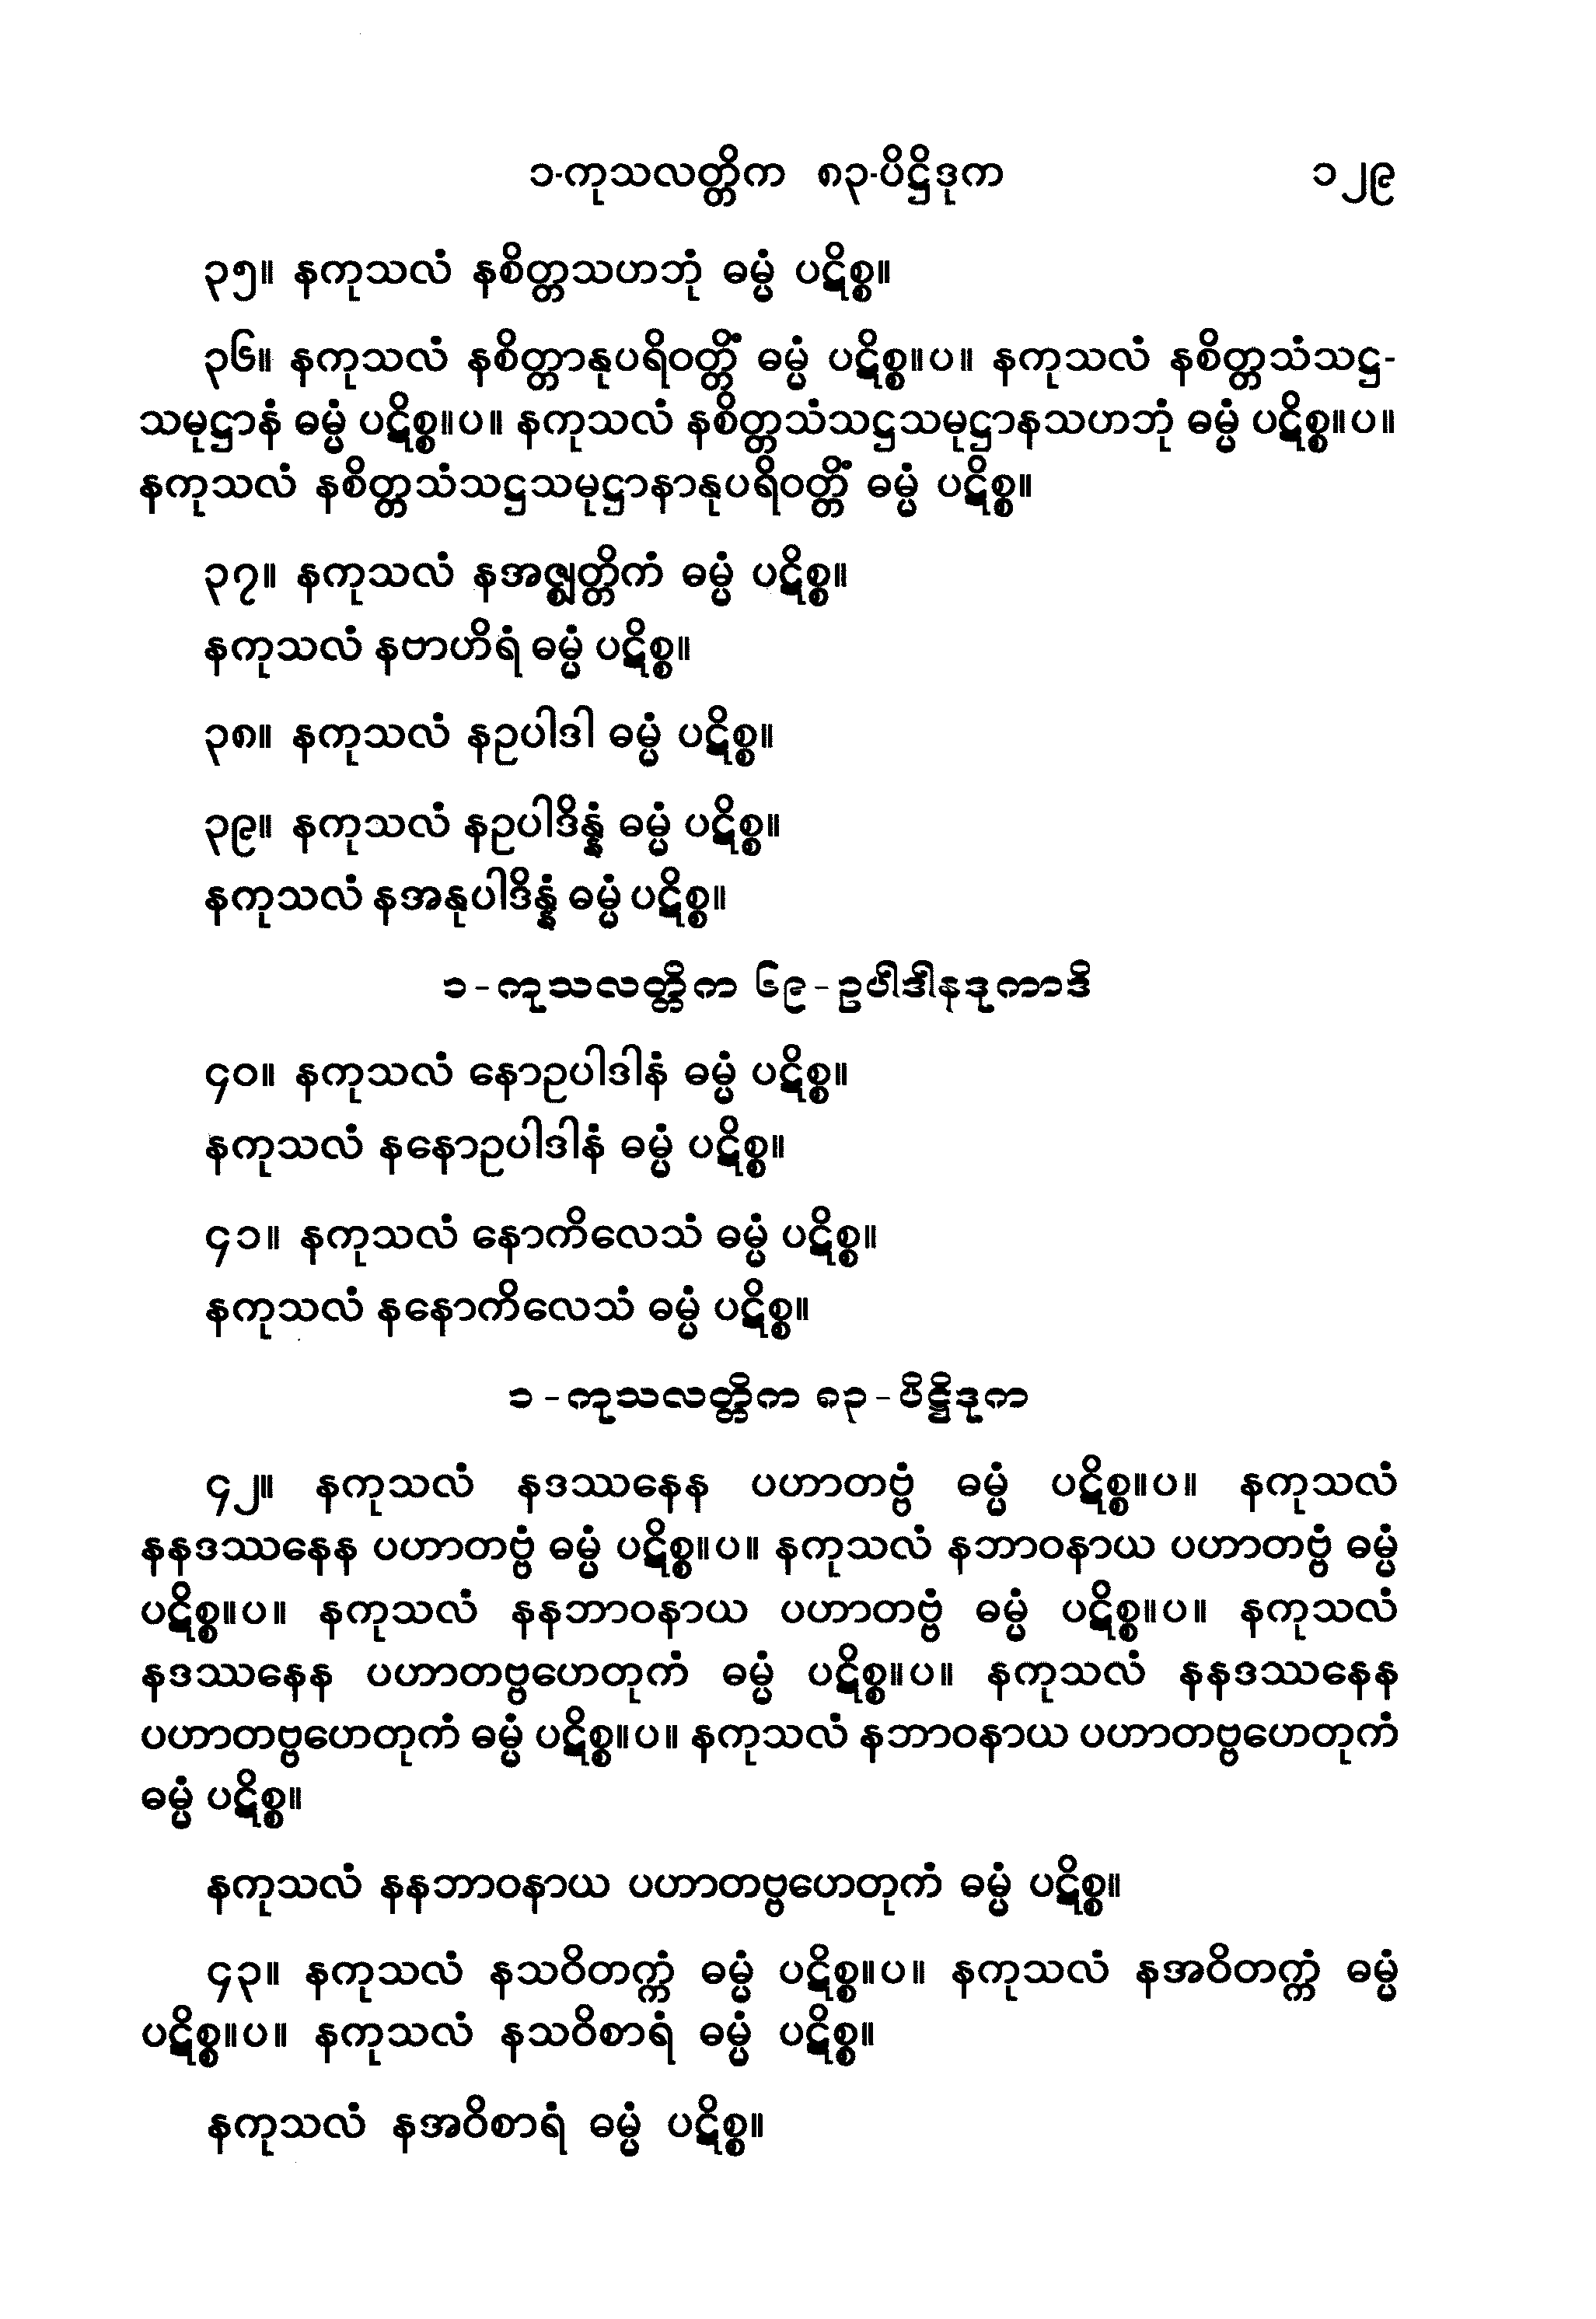 ၁-ကုသလတ္တိက ၈၃-ပိဋ္ဌိဒုက ၁၂၉
၃၅။ နကုသလံ နစိတ္တသဟဘုံ ဓမ္မံ ပဋိစ္စ။
၃၆။ နကုသလံ နစိတ္တာနုပရိဝတ္တိံ ဓမ္မံ ပဋိစ္စ။ပ။ နကုသလံ နစိတ္တသံသဋ္ဌ-
သမုဋ္ဌာနံ ဓမ္မံ ပဋိစ္စ။ပ။ နကုသလံ နစိတ္တသံသဋ္ဌသမုဋ္ဌာနသဟဘုံ ဓမ္မံ ပဋိစ္စ။ပ။
နကုသလံ နစိတ္တသံသဋ္ဌသမုဋ္ဌာနာနုပရိဝတ္တိံ ဓမ္မံ ပဋိစ္စ။
၃၇။ နကုသလံ နအဇ္ဈတ္တိကံ ဓမ္မံ ပဋိစ္စ။
နကုသလံ နဗာဟိရံ ဓမ္မံ ပဋိစ္စ။
၃၈။ နကုသလံ နဥပါဒါ ဓမ္မံ ပဋိစ္စ။
၃၉။ နကုသလံ နဥပါဒိန္နံ ဓမ္မံ ပဋိစ္စ။
နကုသလံ နအနုပါဒိန္နံ ဓမ္မံ ပဋိစ္စ။
၁-ကုသလတ္တိက ၆၉-ဥပါဒါနဒုကာဒိ
၄၀။ နကုသလံ နောဥပါဒါနံ ဓမ္မံ ပဋိစ္စ။
နကုသလံ နနောဥပါဒါနံ ဓမ္မံ ပဋိစ္စ။
၄၁။ နကုသလံ နောကိလေသံ ဓမ္မံ ပဋိစ္စ။
နကုသလံ နနောကိလေသံ ဓမ္မံ ပဋိစ္စ။
၁-ကုသလတ္တိက ၈၃-ပိဋ္ဌိဒုက
၄၂။ နကုသလံ နဒဿနေန ပဟာတဗ္ဗံ ဓမ္မံ ပဋိစ္စ။ပ။ နကုသလံ
နနဒဿနေန ပဟာတဗ္ဗံ ဓမ္မံ ပဋိစ္စ။ပ။ နကုသလံ နဘာဝနာယ ပဟာတဗ္ဗံ ဓမ္မံ
ပဋိစ္စ။ပ။ နကုသလံ နနဘာဝနာယ ပဟာတဗ္ဗံ ဓမ္မံ ပဋိစ္စ။ပ။ နကုသလံ
နဒဿနေန ပဟာတဗ္ဗဟေတုကံ ဓမ္မံ ပဋိစ္စ။ပ။ နကုသလံ နနဒဿနေန
ပဟာတဗ္ဗဟေတုကံ ဓမ္မံ ပဋိစ္စ။ပ။ နကုသလံ နဘာဝနာယ ပဟာတဗ္ဗဟေတုကံ
ဓမ္မံ ပဋိစ္စ။
နကုသလံ နနဘာဝနာယ ပဟာတဗ္ဗဟေတုကံ ဓမ္မံ ပဋိစ္စ။
၄၃။ နကုသလံ နသဝိတက္ကံ ဓမ္မံ ပဋိစ္စ။ပ။ နကုသလံ နအဝိတက္ကံ ဓမ္မံ
ပဋိစ္စ။ပ။ နကုသလံ နသဝိစာရံ ဓမ္မံ ပဋိစ္စ။
နကုသလံ နအဝိစာရံ ဓမ္မံ ပဋိစ္စ။